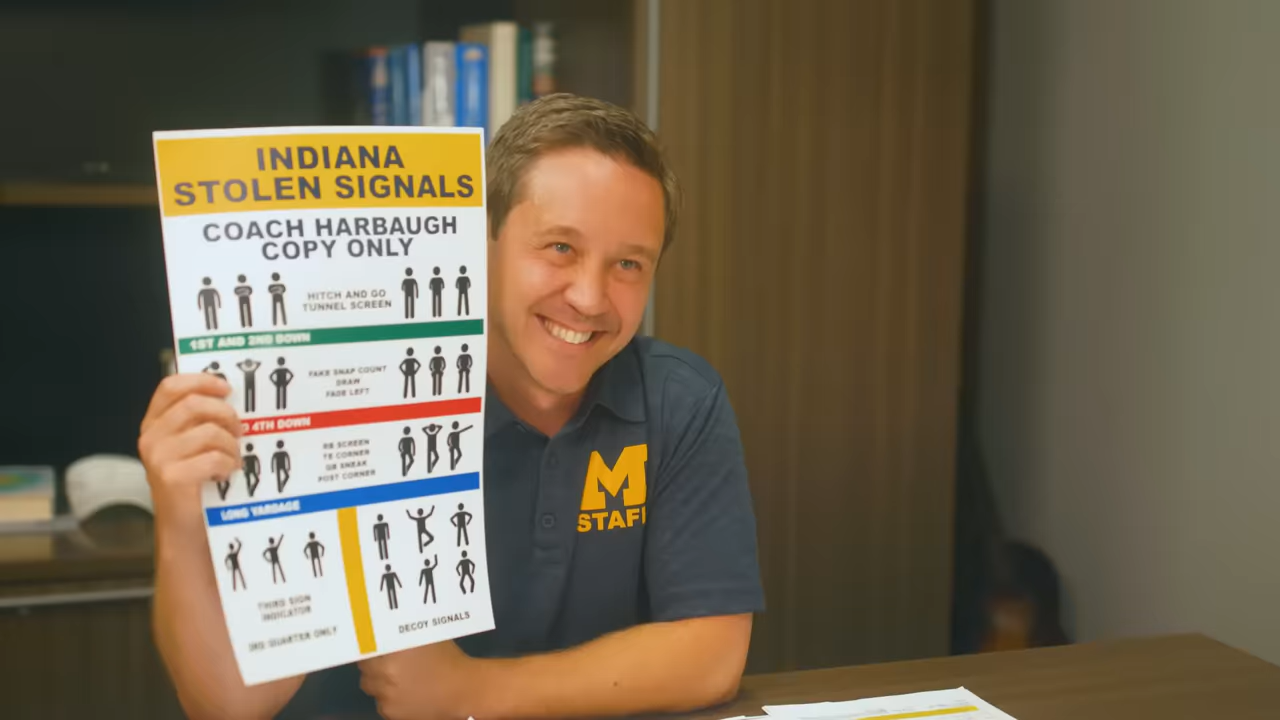 INDIANA
STOLEN SIGNALS
COACH HARBAUGH
COPY ONLY
HITCH AND GO
TUNNEL SCREEN
1ST AND 2ND DOWN
FAKE SNAP COUNT
DRAW
FADE LEFT
4TH DOWN
RB SCREEN
TE CORNER
QB SNEAK
POST CORNER
LONG YARDAGE
THIRD SIGN
INDICATOR
3RD QUARTER ONLY
DECOY SIGNALS
M
STAFF